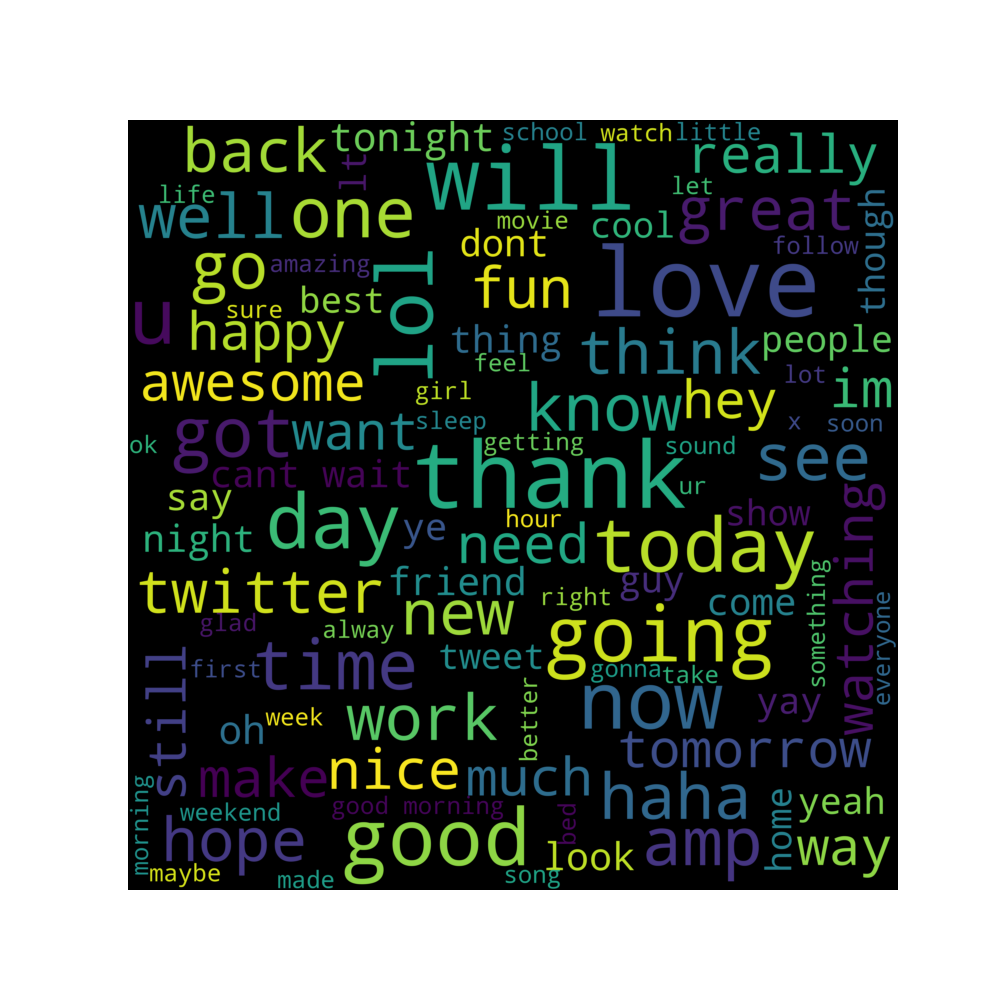 back tonight school watch little
lt will really
life let
well one movie cool great though
dont follow
go amazing lol fun love
u sure best
happy thing think people
feel
awesome girl lot im
know hey
got want sleep x soon
ok getting sound see
cant wait thank ur
say
day ye hour show watching
night need today
twitter friend guy something
new right come everyone
glad alway going
still first time tweet gonna take
now yay
oh week work better
tomorrow
make nice much haha
morning weekend good morning bed home yeah
hope good look amp way
maybe made song